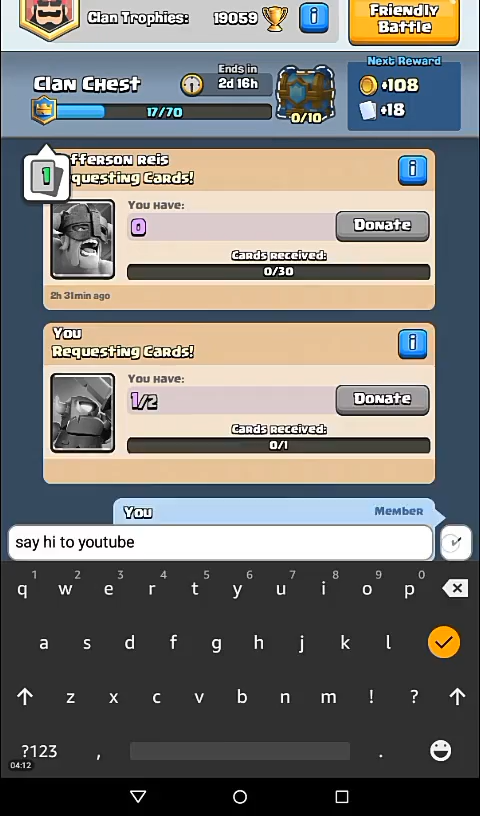 Clan Trophies: 19059 i Friendly Battle
Clan Chest
Ends in
2d 16h
17/70
0/10
Next Reward
+108
+18
1
fferson Reis
questing Cards!
i
You have:
0
Donate
Cards received:
0/30
2h 31min ago
You
Requesting Cards!
i
You have:
1/2
Donate
Cards received:
0/1
You Member
say hi to youtube
1 2 3 4 5 6 7 8 9 0
q w e r t y u i o p
a s d f g h j k l
z x c v b n m ! ?
?123 , .
04:12